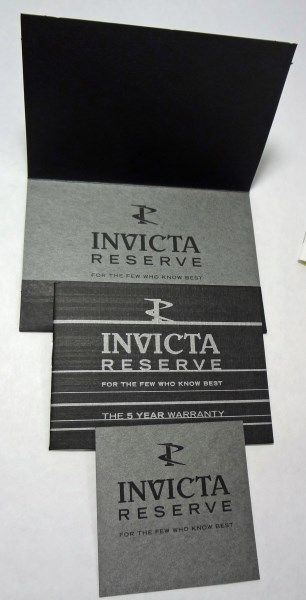 INVICTA
RESERVE
FOR THE FEW WHO KNOW BEST
INVICTA
RESERVE
FOR THE FEW WHO KNOW BEST
THE 5 YEAR WARRANTY
INVICTA
RESERVE
FOR THE FEW WHO KNOW BEST